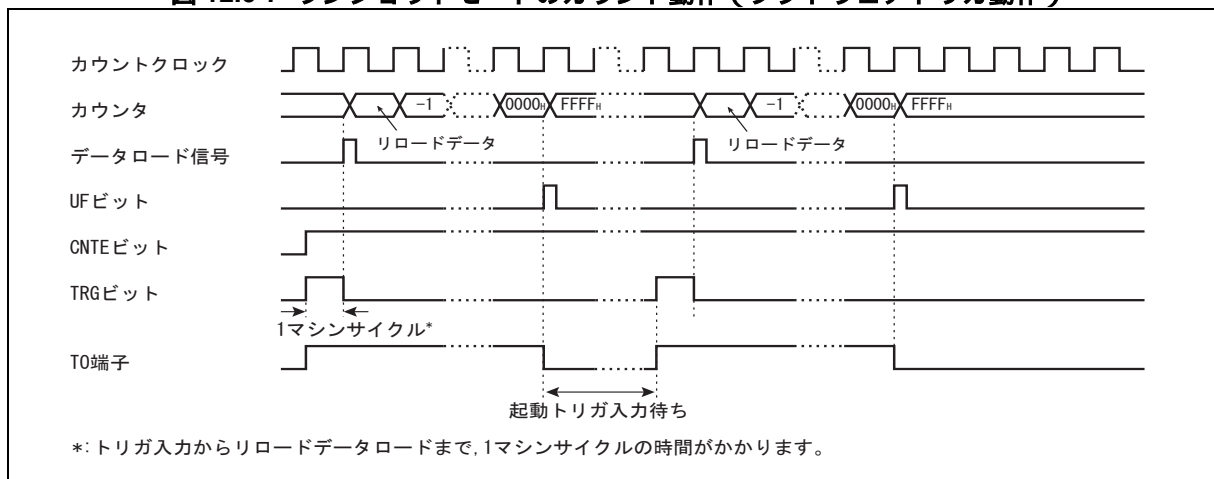 カウントクロック
カウンタ
-1
0000H
FFFFH
-1
0000H
FFFFH
リロードデータ
リロードデータ
データロード信号
UFビット
CNTEビット
TRGビット
1マシンサイクル*
TO端子
起動トリガ入力待ち
*:トリガ入力からリロードデータロードまで,1マシンサイクルの時間がかかります。